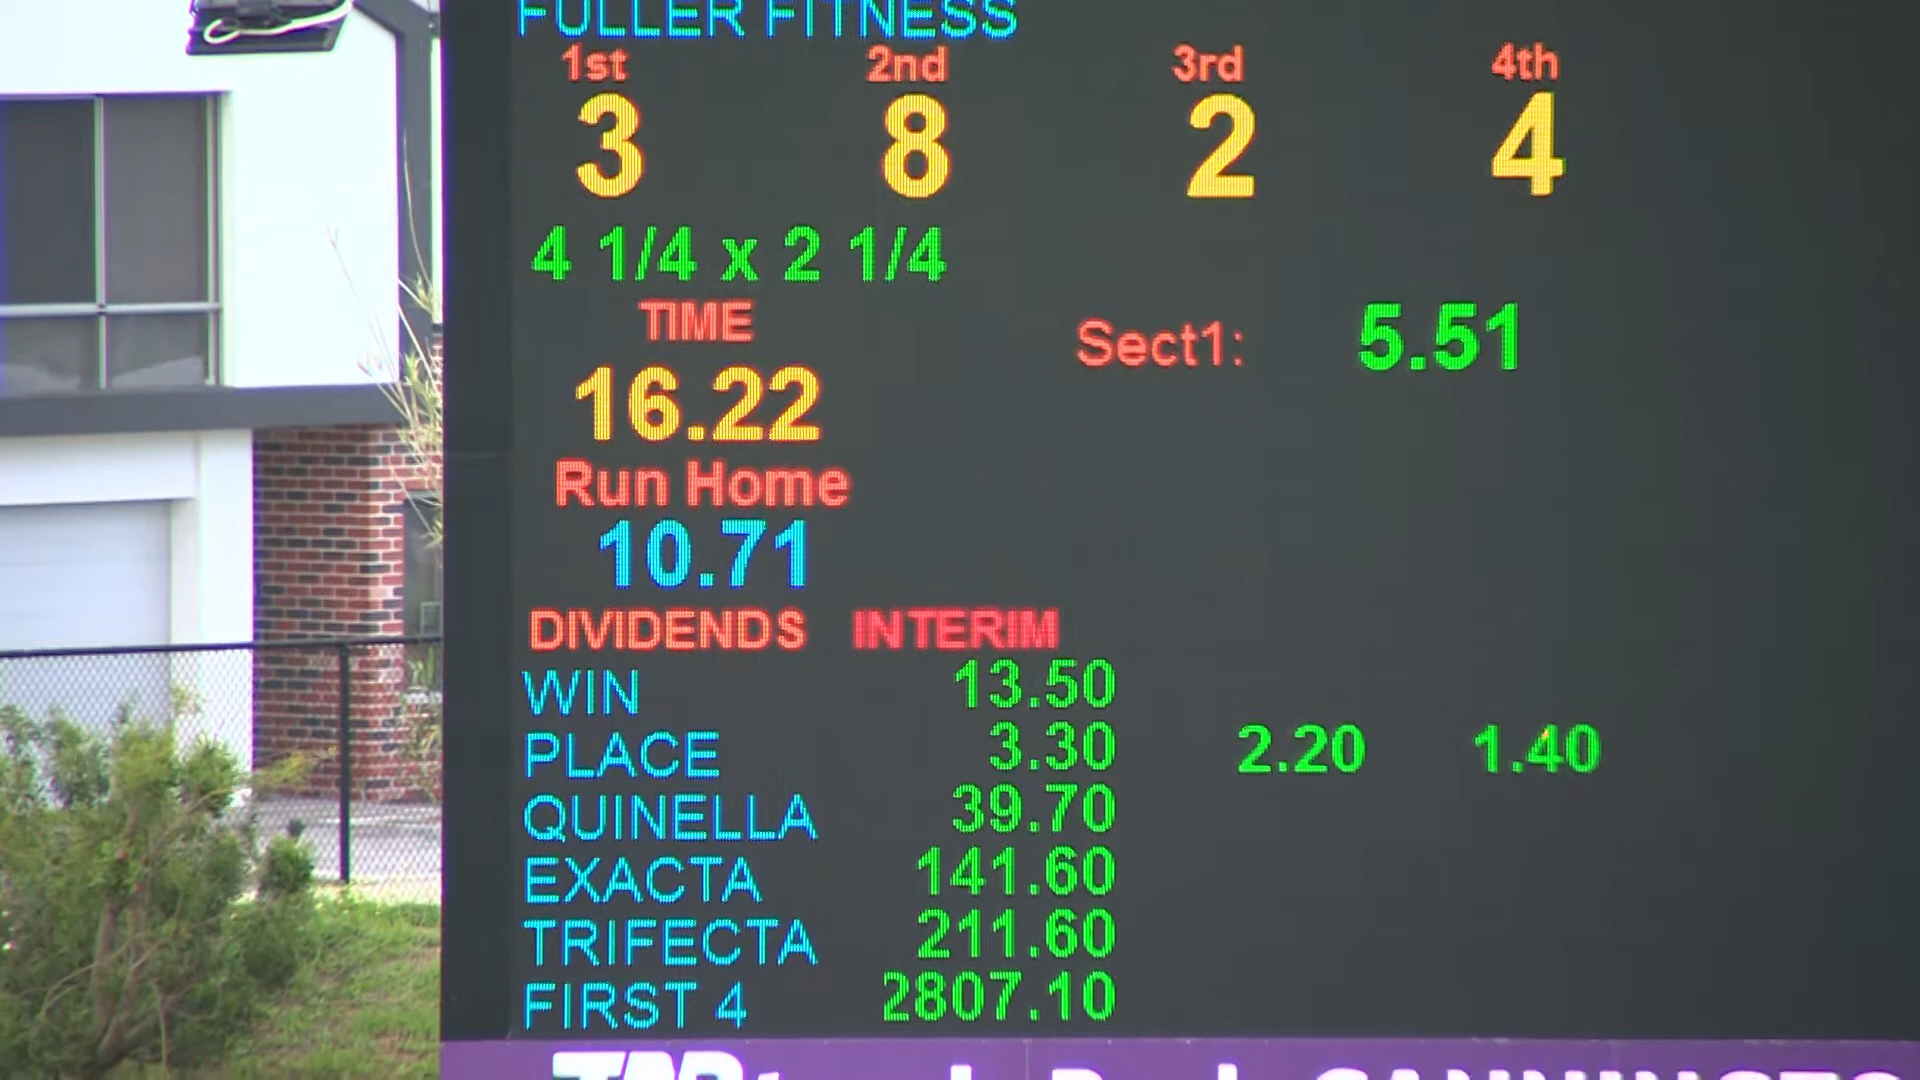 FULLER FITNESS
1st 2nd 3rd 4th
3 8 2 4
4 1/4 x 2 1/4
TIME
Sect1: 5.51
16.22
Run Home
10.71
DIVIDENDS INTERIM
WIN 13.50
PLACE 3.30 2.20 1.40
QUINELLA 39.70
EXACTA 141.60
TRIFECTA 211.60
FIRST 4 2807.10